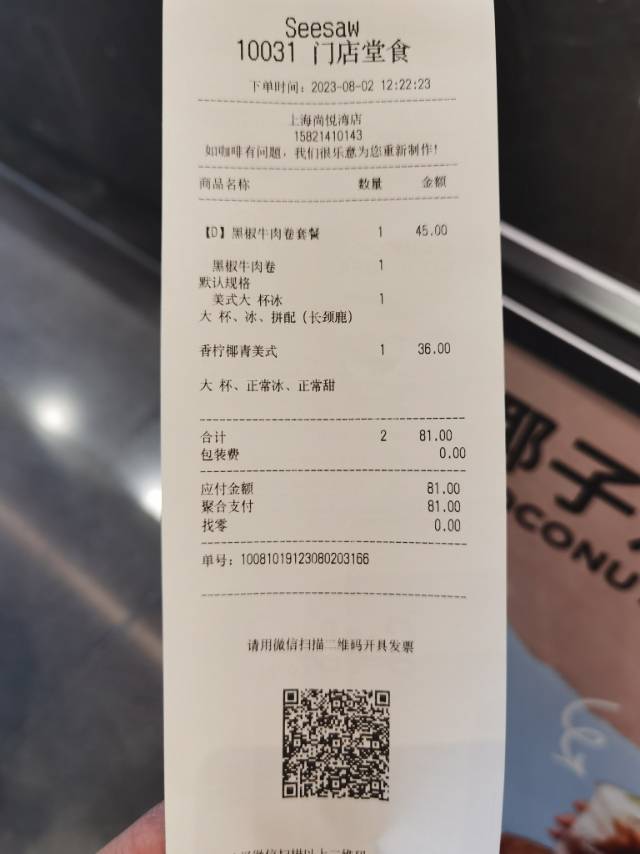 Seesaw
10031 门店堂食
下单时间：2023-08-02 12:22:23
上海尚悦湾店
15821410143
如咖啡有问题，我们很乐意为您重新制作！
商品名称 数量 金额
【D】黑椒牛肉卷套餐 1 45.00
黑椒牛肉卷 1
默认规格
美式大 杯冰 1
大 杯、冰、拼配（长颈鹿）
香柠椰青美式 1 36.00
大 杯、正常冰、正常甜
合计 2 81.00
包装费 0.00
应付金额 81.00
聚合支付 81.00
找零 0.00
单号：10081019123080203166
请用微信扫描二维码开具发票
椰子